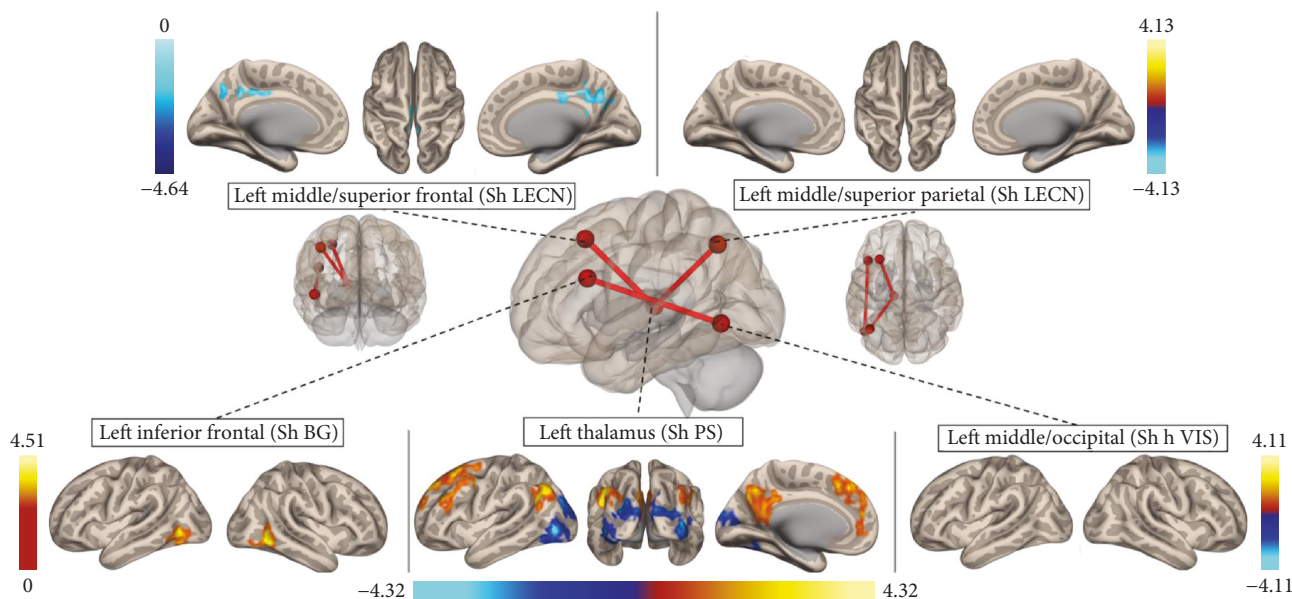 0
−4.64
4.13
−4.13
Left middle/superior frontal (Sh LECN)
Left middle/superior parietal (Sh LECN)
Left inferior frontal (Sh BG)
Left thalamus (Sh PS)
Left middle/occipital (Sh h VIS)
4.51
0
−4.32
4.32
4.11
−4.11